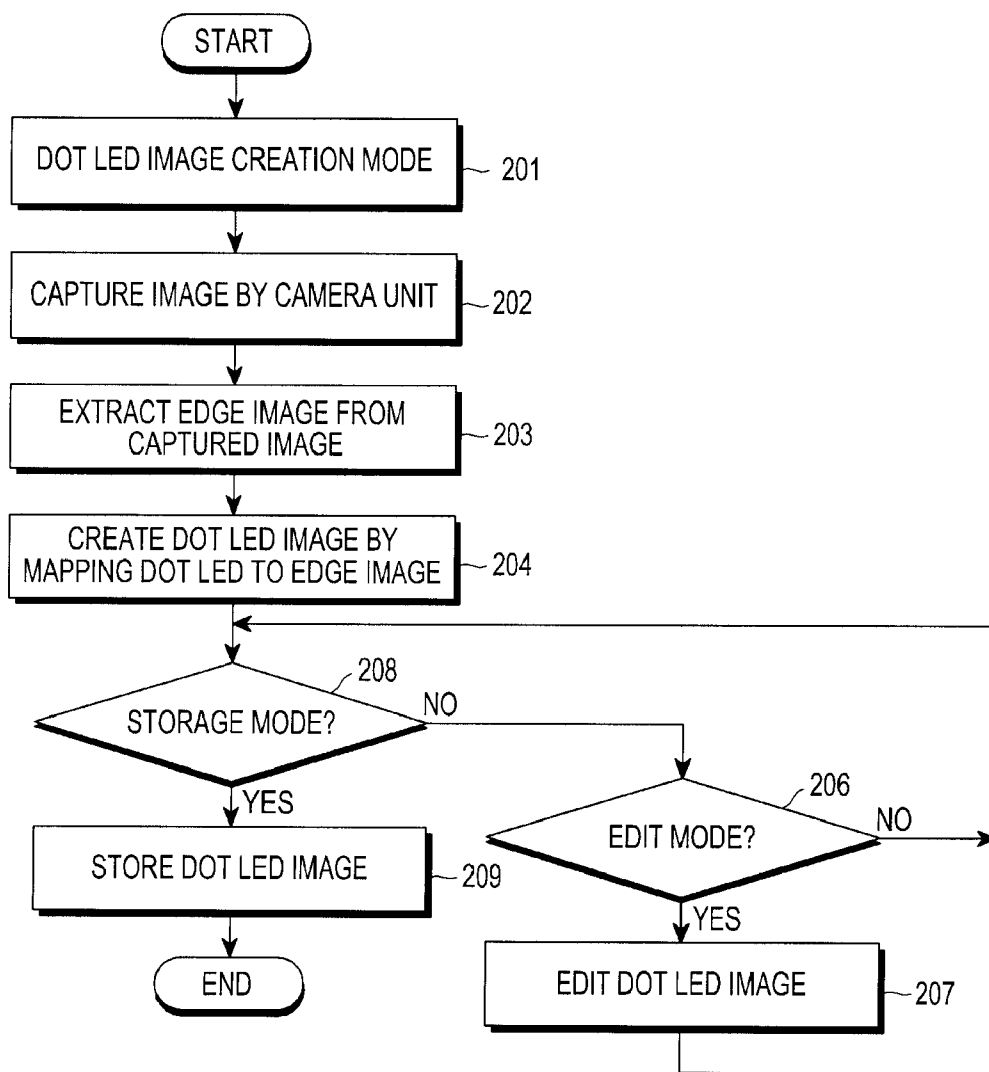 START
DOT LED IMAGE CREATION MODE
201
CAPTURE IMAGE BY CAMERA UNIT
202
EXTRACT EDGE IMAGE FROM
CAPTURED IMAGE
203
CREATE DOT LED IMAGE BY
MAPPING DOT LED TO EDGE IMAGE
204
208
STORAGE MODE?
NO
YES
206
EDIT MODE?
NO
YES
STORE DOT LED IMAGE
209
END
EDIT DOT LED IMAGE
207